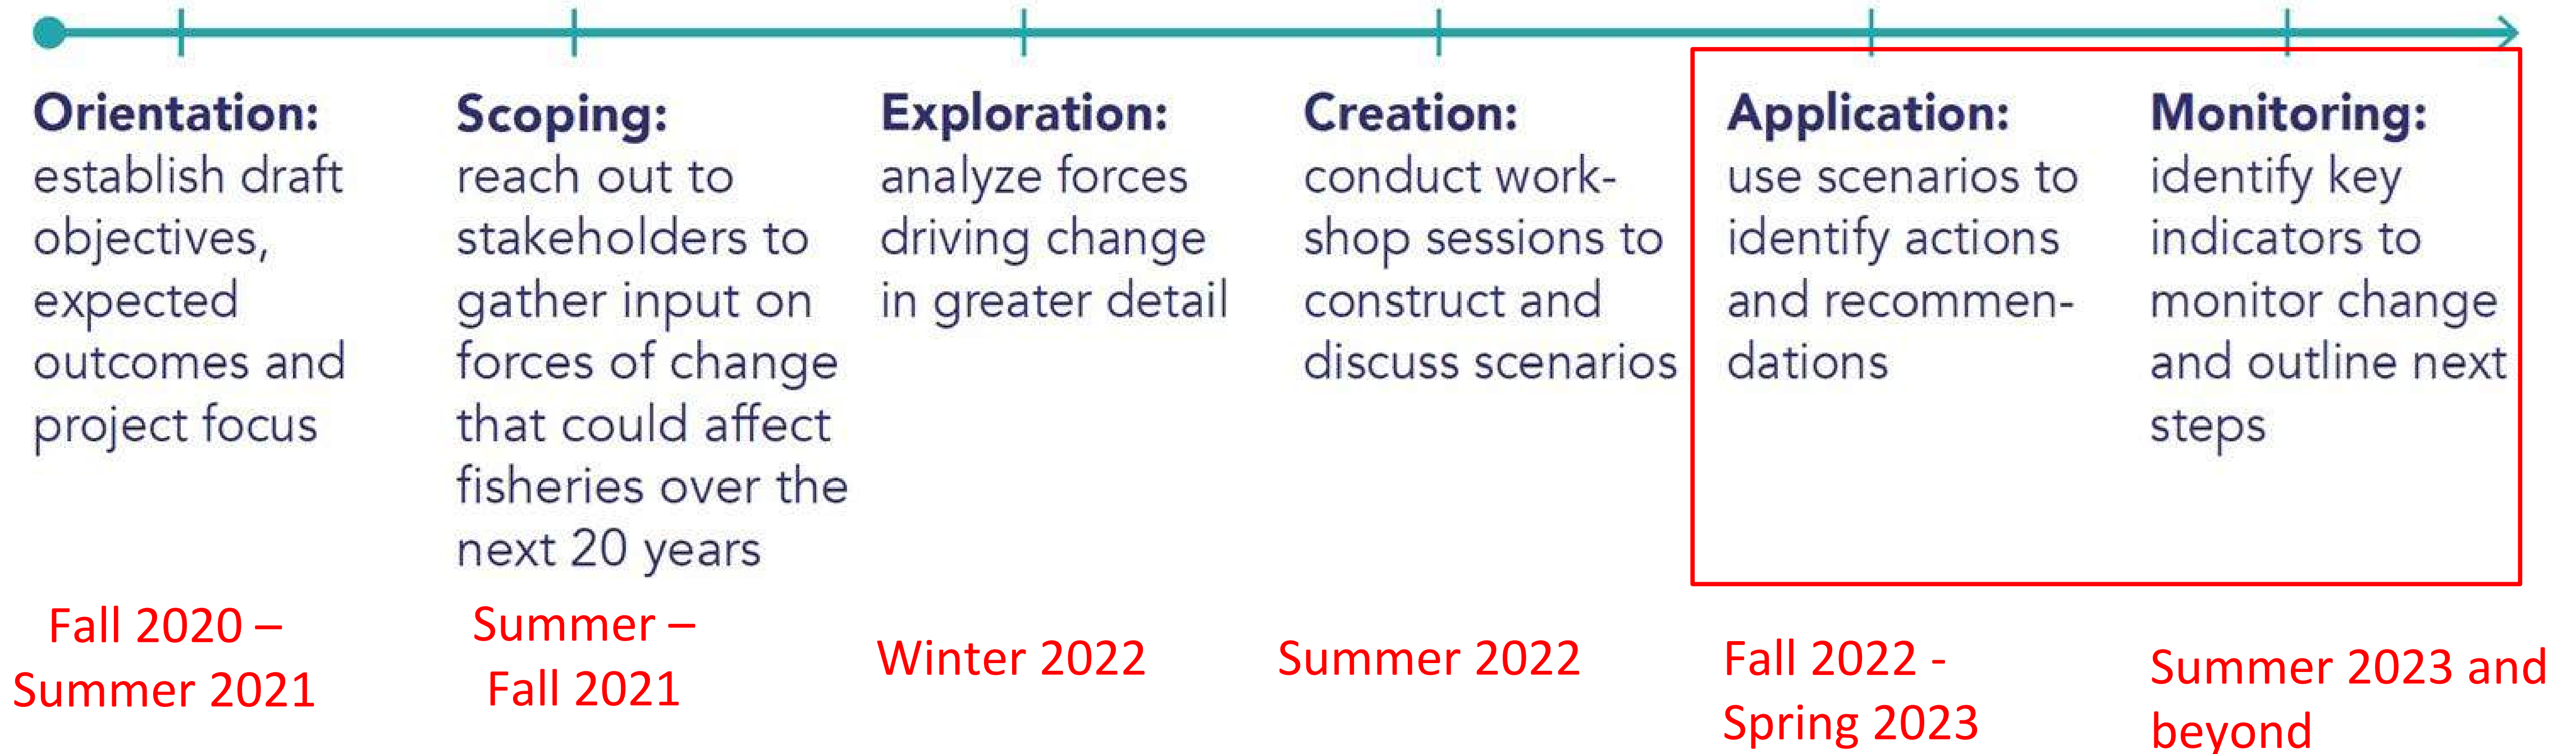 Orientation:
establish draft
objectives,
expected
outcomes and
project focus
Fall 2020 –
Summer 2021
Scoping:
reach out to
stakeholders to
gather input on
forces of change
that could affect
fisheries over the
next 20 years
Summer –
Fall 2021
Exploration:
analyze forces
driving change
in greater detail
Winter 2022
Creation:
conduct work-
shop sessions to
construct and
discuss scenarios
Summer 2022
Application:
use scenarios to
identify actions
and recommen-
dations
Fall 2022 -
Spring 2023
Monitoring:
identify key
indicators to
monitor change
and outline next
steps
Summer 2023 and
beyond